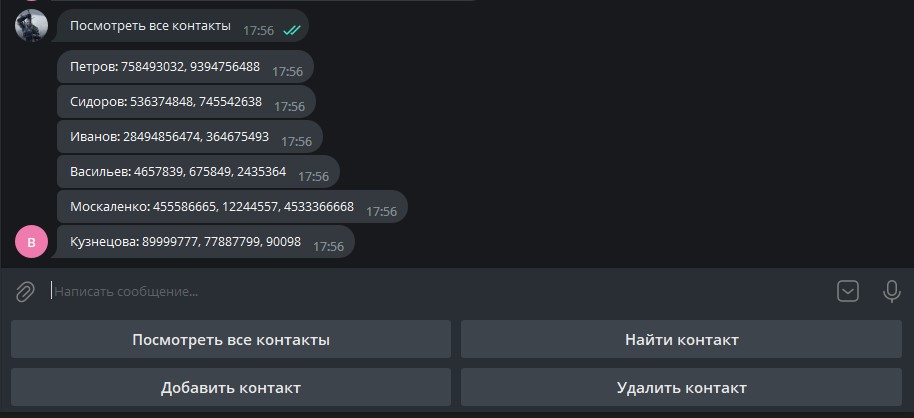 Посмотреть все контакты 17:56
Петров: 758493032, 9394756488 17:56
Сидоров: 536374848, 745542638 17:56
Иванов: 28494856474, 364675493 17:56
Васильев: 4657839, 675849, 2435364 17:56
Москаленко: 455586665, 12244557, 4533366668 17:56
В Кузнецова: 89999777, 77887799, 90098 17:56
Написать сообщение...
Посмотреть все контакты Найти контакт
Добавить контакт Удалить контакт